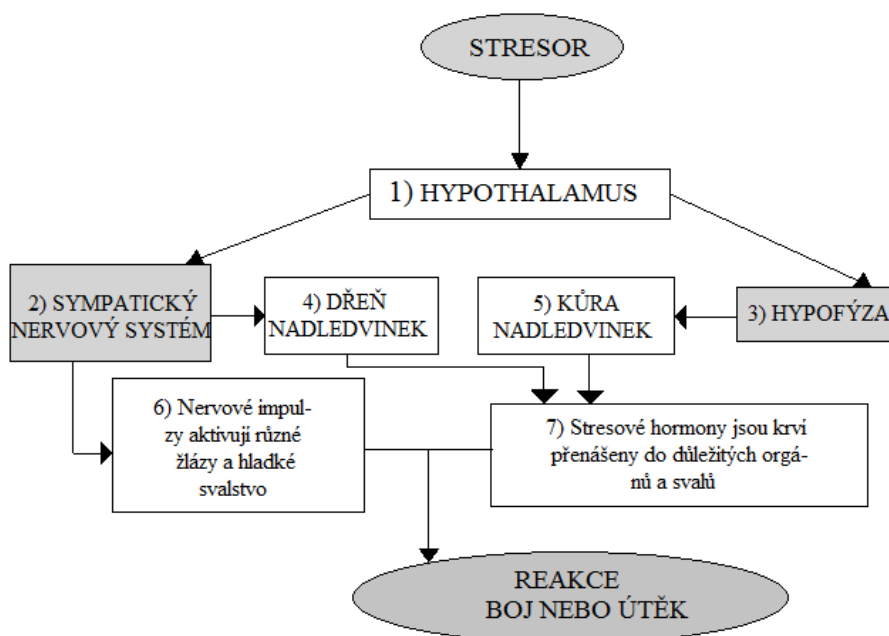 STRESOR
1) HYPOTHALAMUS
2) SYMPATICKÝ
NERVOVÝ SYSTÉM
4) DŘEŇ
NADLEDVINEK
5) KŮRA
NADLEDVINEK
3) HYPOFÝZA
6) Nervové impul-
zy aktivují různé
žlázy a hladké
svalstvo
7) Stresové hormony jsou krví
přenášeny do důležitých orgá-
nů a svalů
REAKCE
BOJ NEBO ÚTĚK